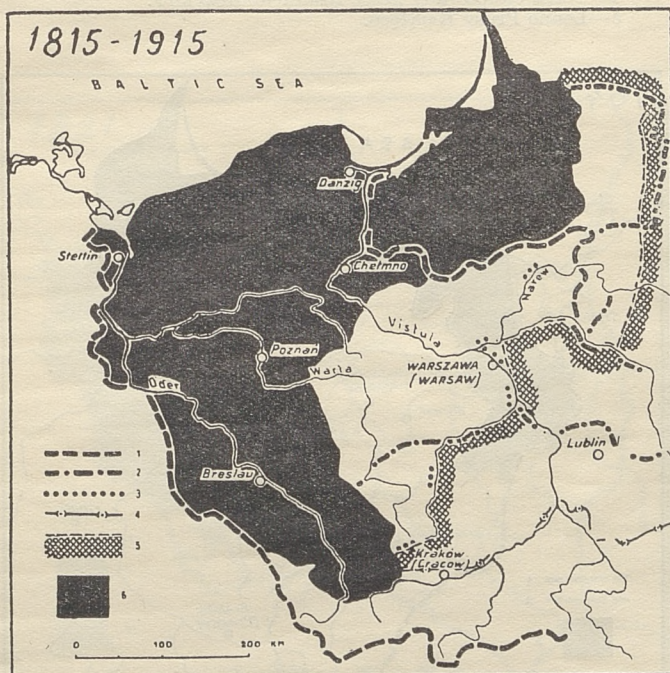 1815-1915
BALTIC SEA
Danzig
Stettin
Chełmno
Narew
Vistula
Poznań
Warta
WARSZAWA
(WARSAW)
Oder
Lublin
Breslau
Kraków
(Cracow)
1
2
3
4
5
6
0 100 200 KM